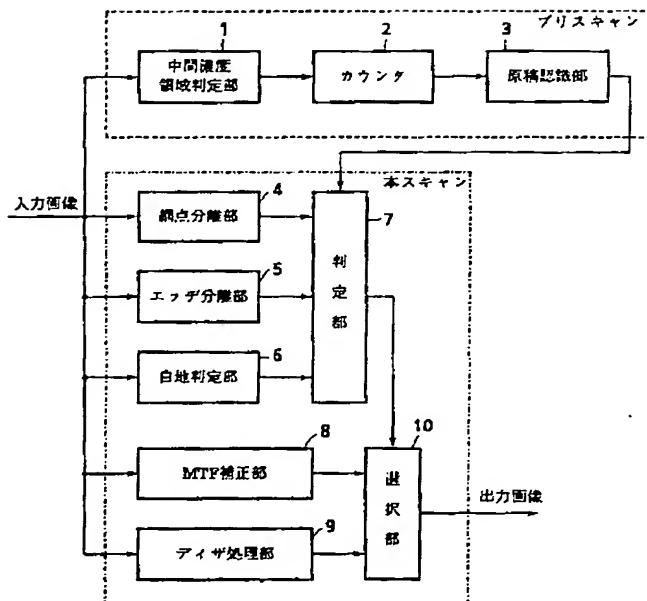 プリスキャン
1
中間濃度
領域判定部
2
カウンタ
3
原稿認識部
本スキャン
入力画像
4
網点分離部
5
エッヂ分離部
6
白地判定部
7
判定部
8
MTF補正部
9
ディザ処理部
10
選択部
出力画像